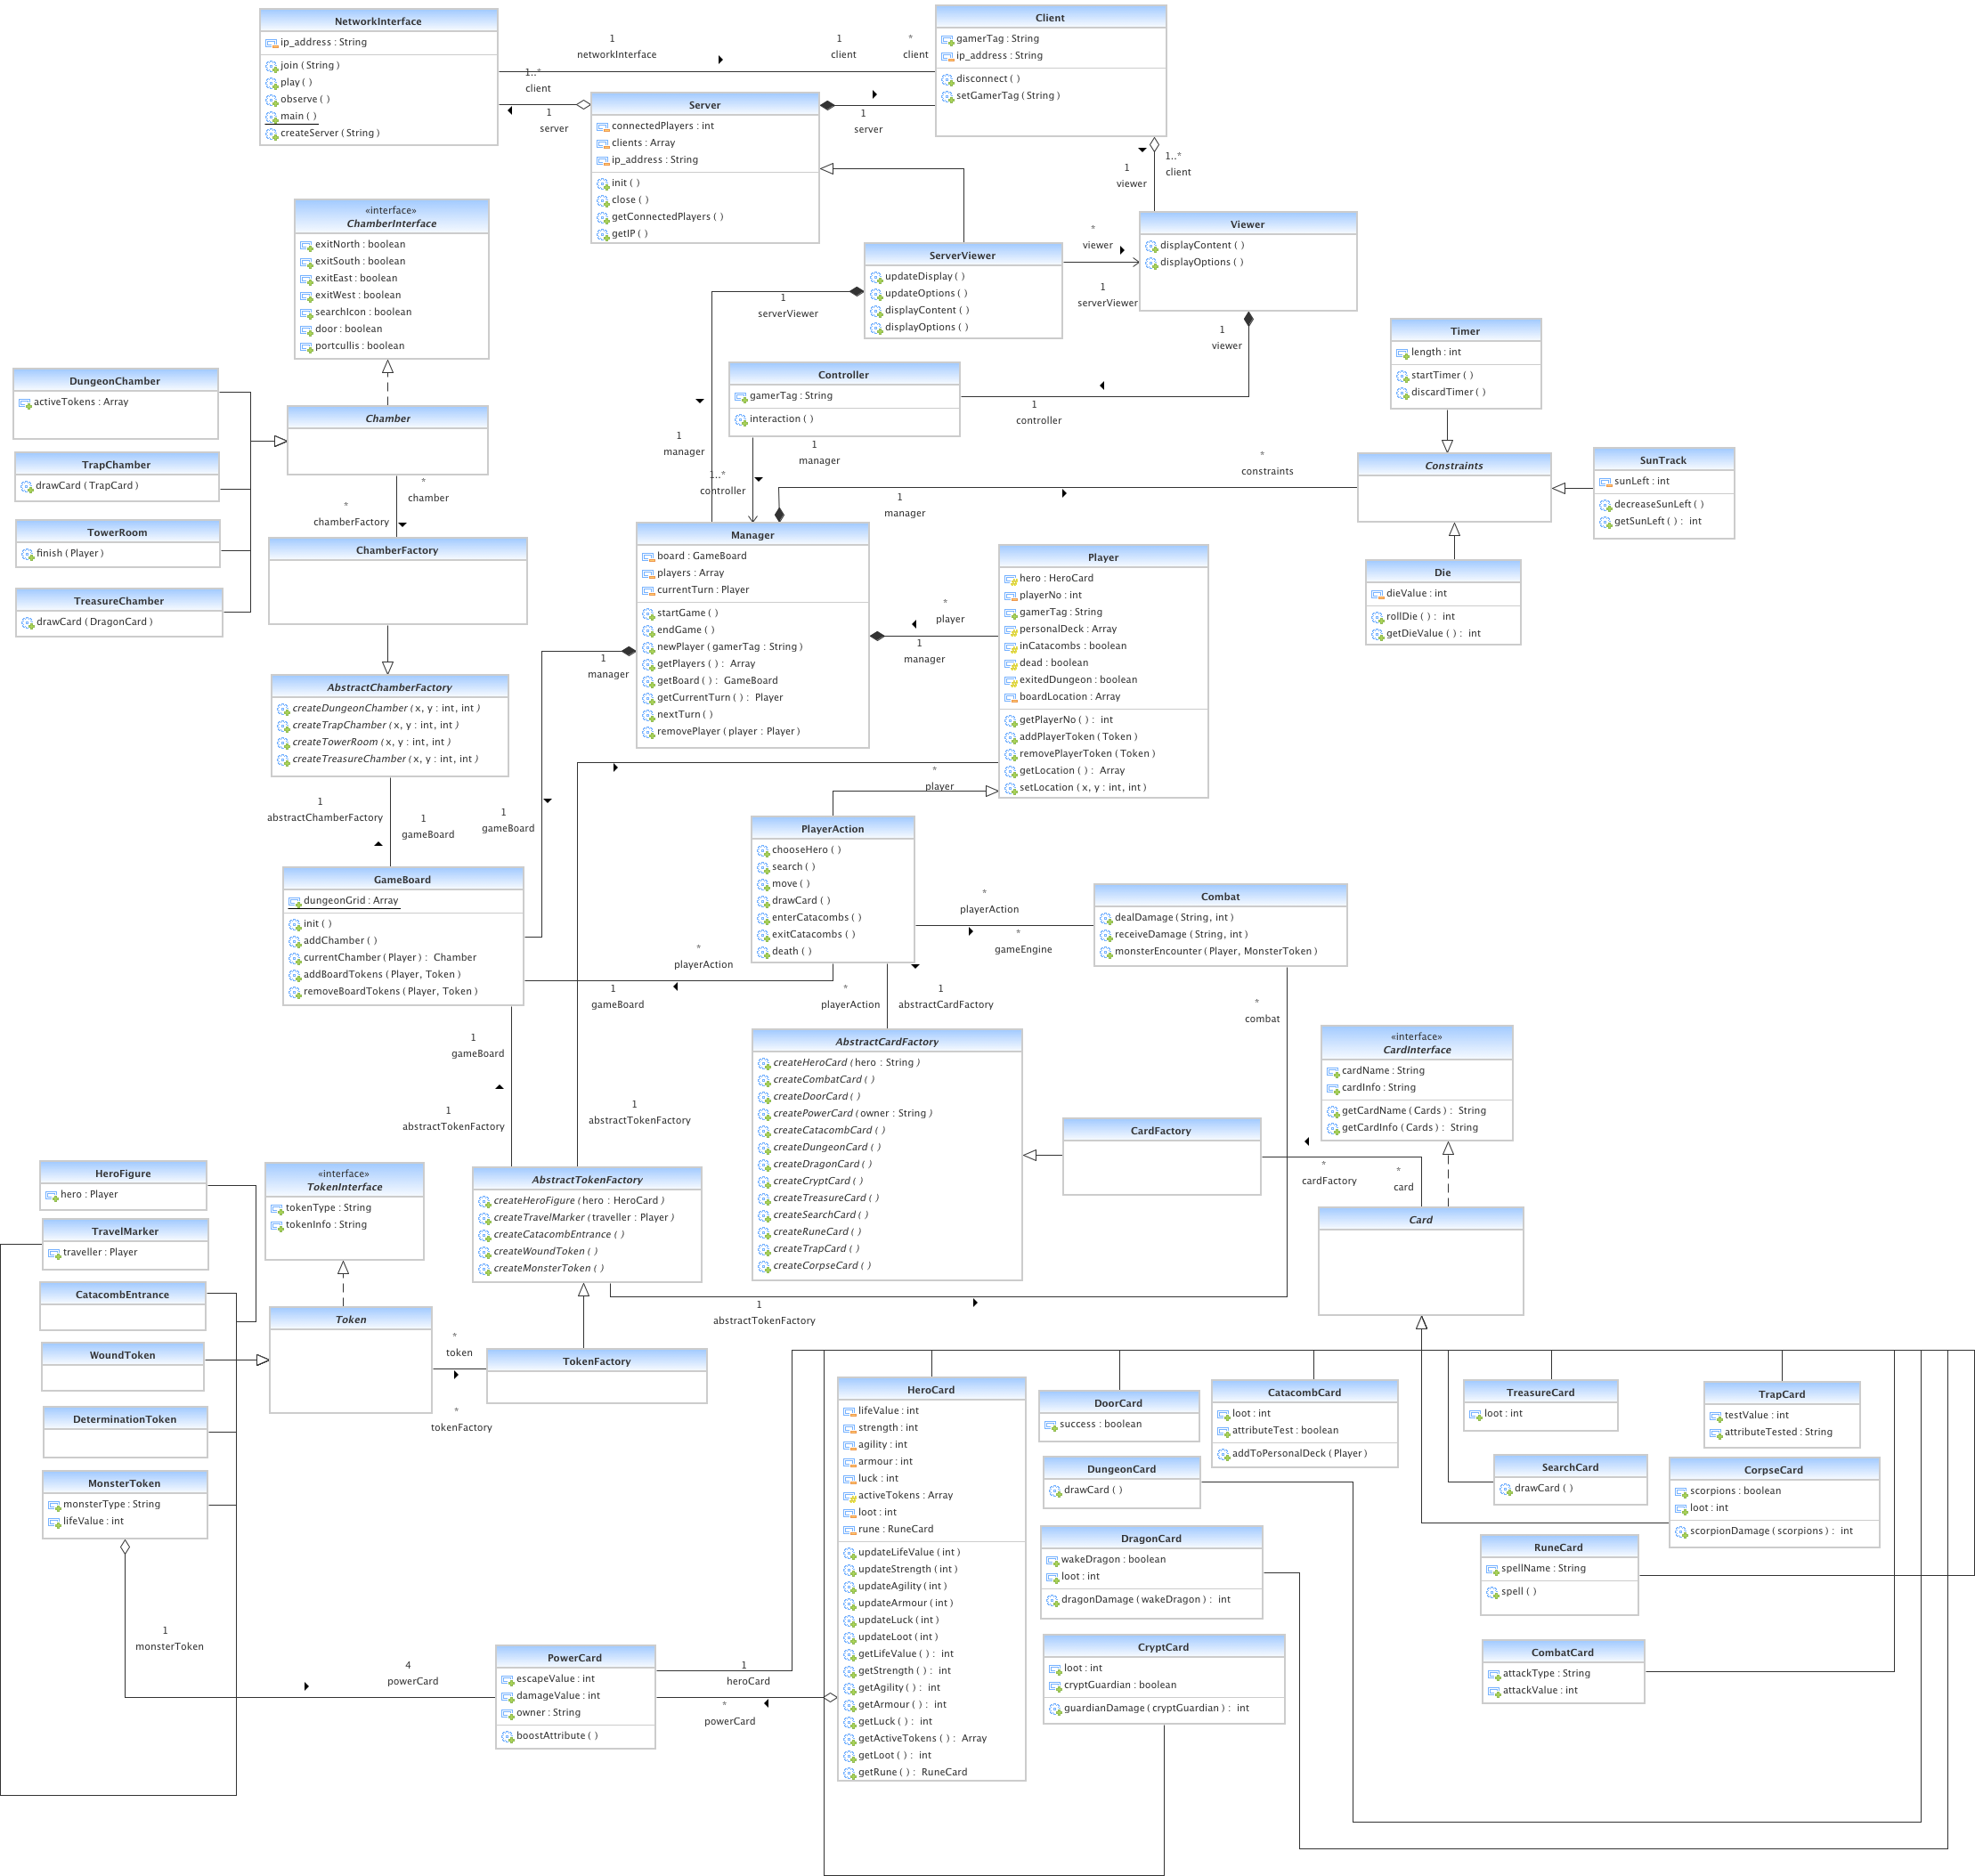 NetworkInterface
ip_address : String
join ( String )
play ( )
observe ( )
main ( )
createServer ( String )
1
networkInterface
1
client
*
client
Client
gamerTag : String
ip_address : String
disconnect ( )
setGamerTag ( String )
1..*
client
1
server
Server
connectedPlayers : int
clients : Array
ip_address : String
init ( )
close ( )
getConnectedPlayers ( )
getIP ( )
1
server
1
viewer
1..*
client
«interface»
ChamberInterface
exitNorth : boolean
exitSouth : boolean
exitEast : boolean
exitWest : boolean
searchIcon : boolean
door : boolean
portcullis : boolean
ServerViewer
updateDisplay ( )
updateOptions ( )
displayContent ( )
displayOptions ( )
*
viewer
1
serverViewer
Viewer
displayContent ( )
displayOptions ( )
1
serverViewer
1
viewer
Timer
length : int
startTimer ( )
discardTimer ( )
DungeonChamber
activeTokens : Array
Chamber
Controller
gamerTag : String
interaction ( )
1
controller
1
manager
1
manager
1..*
controller
*
constraints
1
manager
Constraints
SunTrack
sunLeft : int
decreaseSunLeft ( )
getSunLeft ( ) : int
TrapChamber
drawCard ( TrapCard )
TowerRoom
finish ( Player )
TreasureChamber
drawCard ( DragonCard )
*
chamber
*
chamberFactory
ChamberFactory
Manager
board : GameBoard
players : Array
currentTurn : Player
startGame ( )
endGame ( )
newPlayer ( gamerTag : String )
getPlayers ( ) : Array
getBoard ( ) : GameBoard
getCurrentTurn ( ) : Player
nextTurn ( )
removePlayer ( player : Player )
*
player
1
manager
Player
hero : HeroCard
playerNo : int
gamerTag : String
personalDeck : Array
inCatacombs : boolean
dead : boolean
exitedDungeon : boolean
boardLocation : Array
getPlayerNo ( ) : int
addPlayerToken ( Token )
removePlayerToken ( Token )
getLocation ( ) : Array
setLocation ( x, y : int, int )
Die
dieValue : int
rollDie ( ) : int
getDieValue ( ) : int
1
manager
AbstractChamberFactory
createDungeonChamber ( x, y : int, int )
createTrapChamber ( x, y : int, int )
createTowerRoom ( x, y : int, int )
createTreasureChamber ( x, y : int, int )
1
abstractChamberFactory
1
gameBoard
1
gameBoard
*
player
GameBoard
dungeonGrid : Array
init ( )
addChamber ( )
currentChamber ( Player ) : Chamber
addBoardTokens ( Player, Token )
removeBoardTokens ( Player, Token )
PlayerAction
chooseHero ( )
search ( )
move ( )
drawCard ( )
enterCatacombs ( )
exitCatacombs ( )
death ( )
*
playerAction
*
gameEngine
Combat
dealDamage ( String, int )
receiveDamage ( String, int )
monsterEncounter ( Player, MonsterToken )
*
playerAction
1
gameBoard
*
playerAction
1
abstractCardFactory
*
combat
1
gameBoard
1
abstractTokenFactory
1
abstractTokenFactory
AbstractCardFactory
createHeroCard ( hero : String )
createCombatCard ( )
createDoorCard ( )
createPowerCard ( owner : String )
createCatacombCard ( )
createDungeonCard ( )
createDragonCard ( )
createCryptCard ( )
createTreasureCard ( )
createSearchCard ( )
createRuneCard ( )
createTrapCard ( )
createCorpseCard ( )
CardFactory
«interface»
CardInterface
cardName : String
cardInfo : String
getCardName ( Cards ) : String
getCardInfo ( Cards ) : String
*
cardFactory
*
card
Card
HeroFigure
hero : Player
TravelMarker
traveller : Player
CatacombEntrance
WoundToken
DeterminationToken
MonsterToken
monsterType : String
lifeValue : int
«interface»
TokenInterface
tokenType : String
tokenInfo : String
Token
AbstractTokenFactory
createHeroFigure ( hero : HeroCard )
createTravelMarker ( traveller : Player )
createCatacombEntrance ( )
createWoundToken ( )
createMonsterToken ( )
1
abstractTokenFactory
*
token
*
tokenFactory
TokenFactory
HeroCard
lifeValue : int
strength : int
agility : int
armour : int
luck : int
activeTokens : Array
loot : int
rune : RuneCard
updateLifeValue ( int )
updateStrength ( int )
updateAgility ( int )
updateArmour ( int )
updateLuck ( int )
updateLoot ( int )
getLifeValue ( ) : int
getStrength ( ) : int
getAgility ( ) : int
getArmour ( ) : int
getLuck ( ) : int
getActiveTokens ( ) : Array
getLoot ( ) : int
getRune ( ) : RuneCard
DoorCard
success : boolean
CatacombCard
loot : int
attributeTest : boolean
addToPersonalDeck ( Player )
TreasureCard
loot : int
TrapCard
testValue : int
attributeTested : String
DungeonCard
drawCard ( )
SearchCard
drawCard ( )
CorpseCard
scorpions : boolean
loot : int
scorpionDamage ( scorpions ) : int
DragonCard
wakeDragon : boolean
loot : int
dragonDamage ( wakeDragon ) : int
RuneCard
spellName : String
spell ( )
CryptCard
loot : int
cryptGuardian : boolean
guardianDamage ( cryptGuardian ) : int
CombatCard
attackType : String
attackValue : int
1
monsterToken
4
powerCard
PowerCard
escapeValue : int
damageValue : int
owner : String
boostAttribute ( )
1
heroCard
*
powerCard